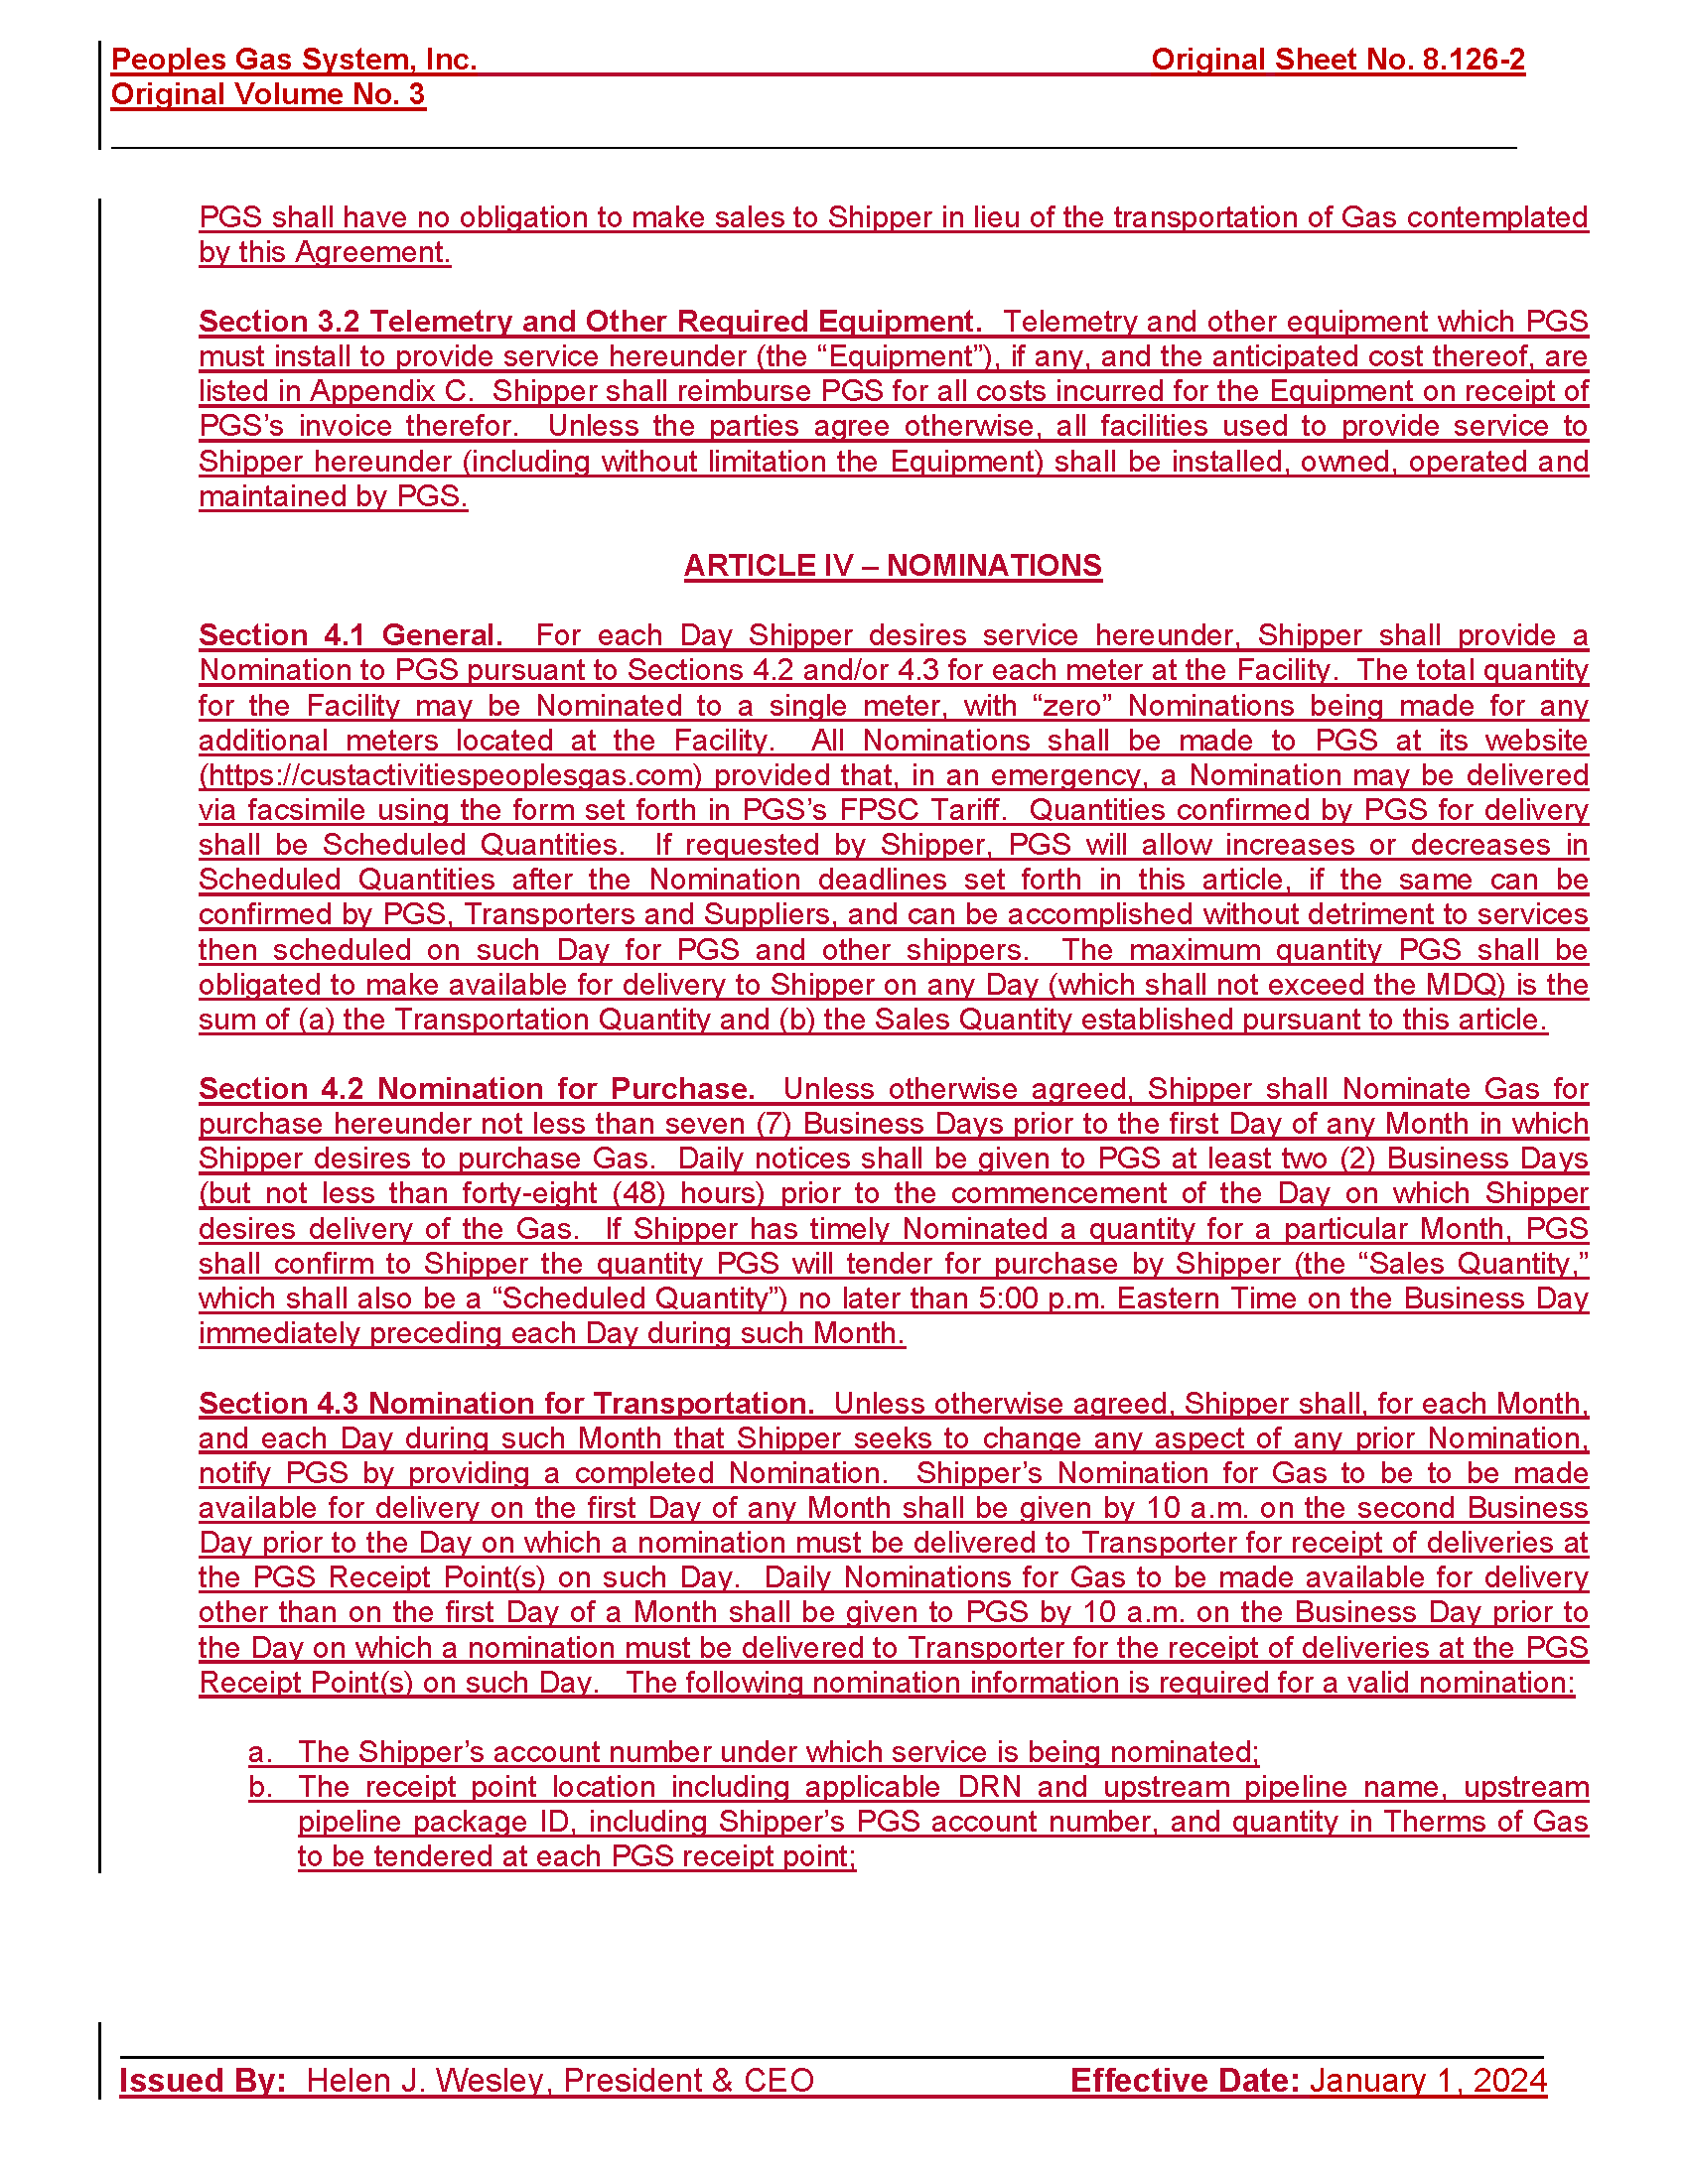 Peoples Gas System, Inc. Original Sheet No. 8.126-2
Original Volume No. 3
PGS shall have no obligation to make sales to Shipper in lieu of the transportation of Gas contemplated
by this Agreement.
Section 3.2 Telemetry and Other Required Equipment. Telemetry and other equipment which PGS
must install to provide service hereunder (the “Equipment”), if any, and the anticipated cost thereof, are
listed in Appendix C. Shipper shall reimburse PGS for all costs incurred for the Equipment on receipt of
PGS’s invoice therefor. Unless the parties agree otherwise, all facilities used to provide service to
Shipper hereunder (including without limitation the Equipment) shall be installed, owned, operated and
maintained by PGS.
ARTICLE IV – NOMINATIONS
Section 4.1 General. For each Day Shipper desires service hereunder, Shipper shall provide a
Nomination to PGS pursuant to Sections 4.2 and/or 4.3 for each meter at the Facility. The total quantity
for the Facility may be Nominated to a single meter, with “zero” Nominations being made for any
additional meters located at the Facility. All Nominations shall be made to PGS at its website
(https://custactivitiespeoplesgas.com) provided that, in an emergency, a Nomination may be delivered
via facsimile using the form set forth in PGS’s FPSC Tariff. Quantities confirmed by PGS for delivery
shall be Scheduled Quantities. If requested by Shipper, PGS will allow increases or decreases in
Scheduled Quantities after the Nomination deadlines set forth in this article, if the same can be
confirmed by PGS, Transporters and Suppliers, and can be accomplished without detriment to services
then scheduled on such Day for PGS and other shippers. The maximum quantity PGS shall be
obligated to make available for delivery to Shipper on any Day (which shall not exceed the MDQ) is the
sum of (a) the Transportation Quantity and (b) the Sales Quantity established pursuant to this article.
Section 4.2 Nomination for Purchase. Unless otherwise agreed, Shipper shall Nominate Gas for
purchase hereunder not less than seven (7) Business Days prior to the first Day of any Month in which
Shipper desires to purchase Gas. Daily notices shall be given to PGS at least two (2) Business Days
(but not less than forty-eight (48) hours) prior to the commencement of the Day on which Shipper
desires delivery of the Gas. If Shipper has timely Nominated a quantity for a particular Month, PGS
shall confirm to Shipper the quantity PGS will tender for purchase by Shipper (the “Sales Quantity,”
which shall also be a “Scheduled Quantity”) no later than 5:00 p.m. Eastern Time on the Business Day
immediately preceding each Day during such Month.
Section 4.3 Nomination for Transportation. Unless otherwise agreed, Shipper shall, for each Month,
and each Day during such Month that Shipper seeks to change any aspect of any prior Nomination,
notify PGS by providing a completed Nomination. Shipper’s Nomination for Gas to be to be made
available for delivery on the first Day of any Month shall be given by 10 a.m. on the second Business
Day prior to the Day on which a nomination must be delivered to Transporter for receipt of deliveries at
the PGS Receipt Point(s) on such Day. Daily Nominations for Gas to be made available for delivery
other than on the first Day of a Month shall be given to PGS by 10 a.m. on the Business Day prior to
the Day on which a nomination must be delivered to Transporter for the receipt of deliveries at the PGS
Receipt Point(s) on such Day. The following nomination information is required for a valid nomination:
a. The Shipper’s account number under which service is being nominated;
b. The receipt point location including applicable DRN and upstream pipeline name, upstream
pipeline package ID, including Shipper’s PGS account number, and quantity in Therms of Gas
to be tendered at each PGS receipt point;
Issued By: Helen J. Wesley, President & CEO Effective Date: January 1, 2024